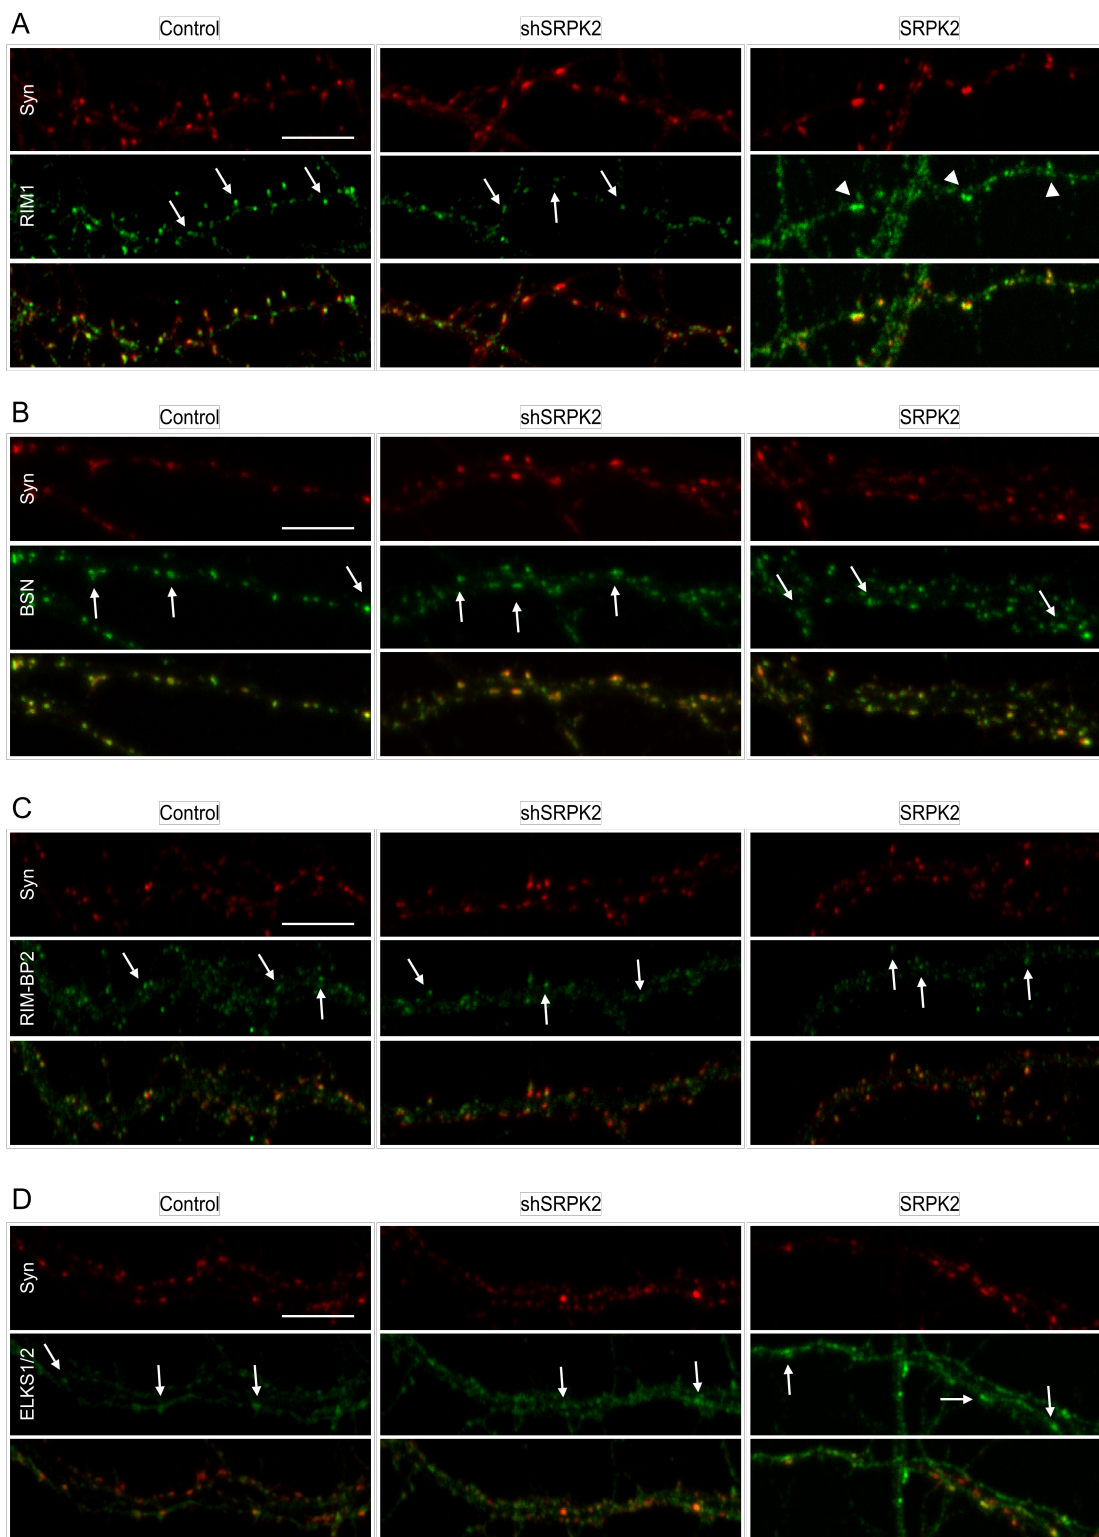 A
Control
shSRPK2
SRPK2
Syn
RIM1
B
Control
shSRPK2
SRPK2
Syn
BSN
C
Control
shSRPK2
SRPK2
Syn
RIM-BP2
D
Control
shSRPK2
SRPK2
Syn
ELKS1/2